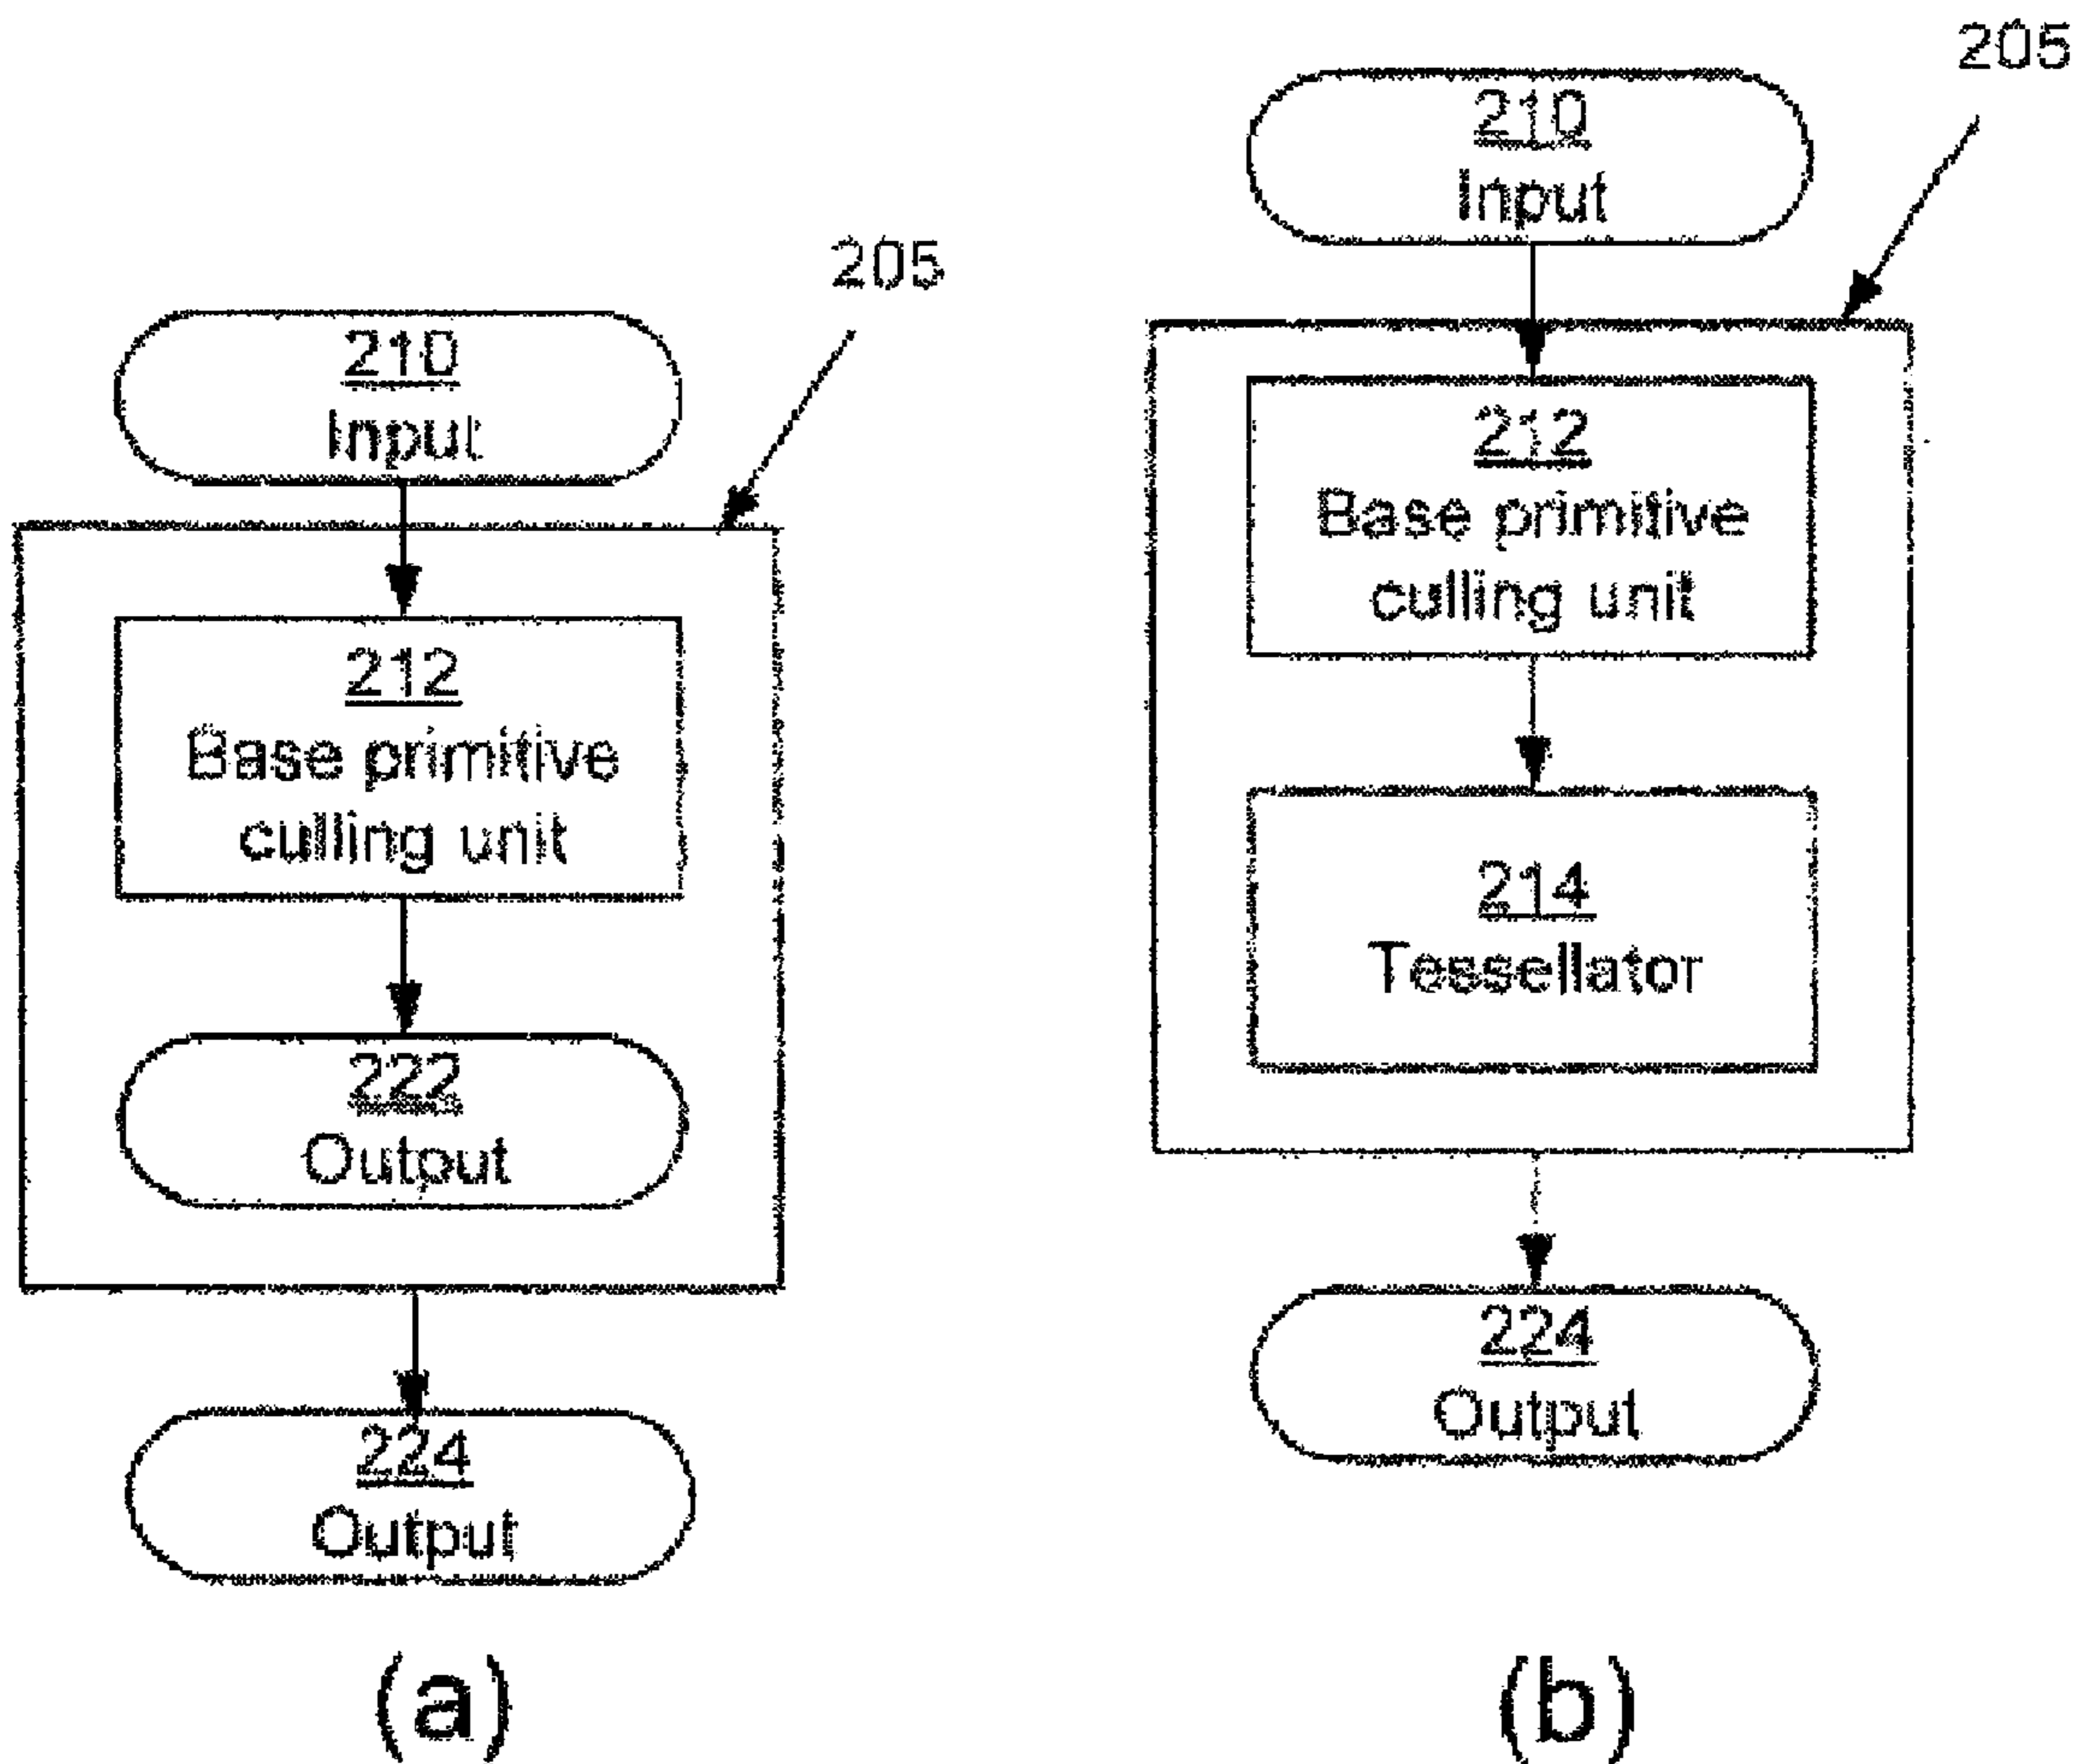 205
210
Input
212
Base primitive
culling unit
222
Output
224
Output
(a)
205
210
Input
212
Base primitive
culling unit
214
Tessellator
224
Output
(b)